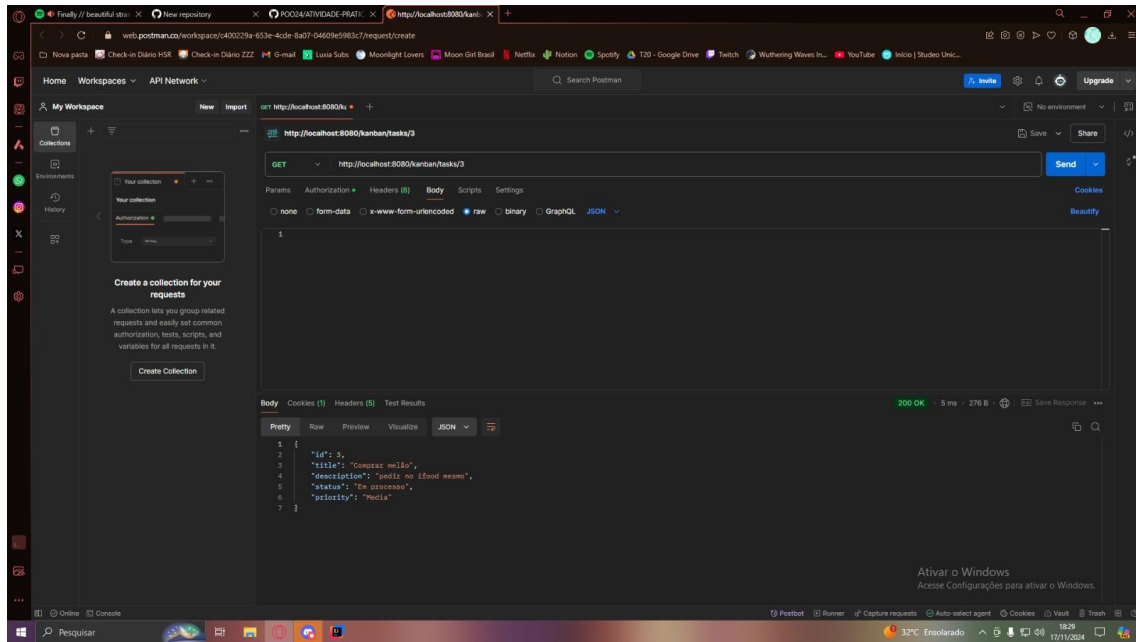 Finally // beautiful stra
New repository
POO24/ATIVIDADE-PRATIC
http://localhost:8080/kanb
web.postman.co/workspace/c400229a-653e-4cde-8a07-04609e5983c7/request/create
Nova pasta Check-in Diário HSR Check-in Diário ZZZ G-mail Luxia Subs Moonlight Lovers Moon Girl Brasil Netflix Notion Spotify T20 - Google Drive Twitch Wuthering Waves In... YouTube Início | Studeo Unic...
Home Workspaces API Network Search Postman Invite Upgrade
My Workspace New Import GET http://localhost:8080/ka No environment
Collections
Environments
History
http://localhost:8080/kanban/tasks/3 Save Share
GET http://localhost:8080/kanban/tasks/3 Send
Params Authorization Headers (8) Body Scripts Settings Cookies
none form-data x-www-form-urlencoded raw binary GraphQL JSON Beautify
1
Your collection
Your collection
Authorization
Type
Create a collection for your
requests
A collection lets you group related
requests and easily set common
authorization, tests, scripts, and
variables for all requests in it.
Create Collection
Body Cookies (1) Headers (5) Test Results 200 OK 5 ms 276 B Save Response
Pretty Raw Preview Visualize JSON
1 {
2 "id": 3,
3 "title": "Comprar melão",
4 "description": "pedir no ifood mesmo",
5 "status": "Em processo",
6 "priority": "Media"
7 }
Ativar o Windows
Acesse Configurações para ativar o Windows.
Online Console Postbot Runner Capture requests Auto-select agent Cookies Vault Trash
Pesquisar 32°C Ensolarado 18:29
17/11/2024